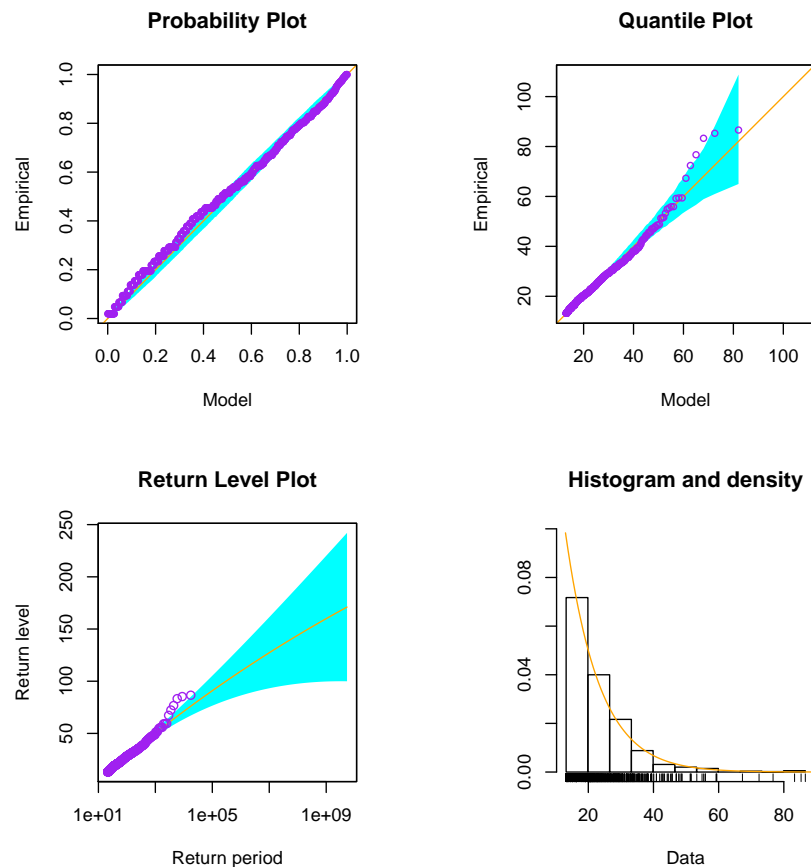 Probability Plot
Empirical
0.0 0.2 0.4 0.6 0.8 1.0
0.0 0.2 0.4 0.6 0.8 1.0
Model
Quantile Plot
Empirical
20 40 60 80 100
20 40 60 80 100
Model
Return Level Plot
Return level
50 100 150 200 250
1e+01 1e+05 1e+09
Return period
Histogram and density
0.00 0.04 0.08
20 40 60 80
Data